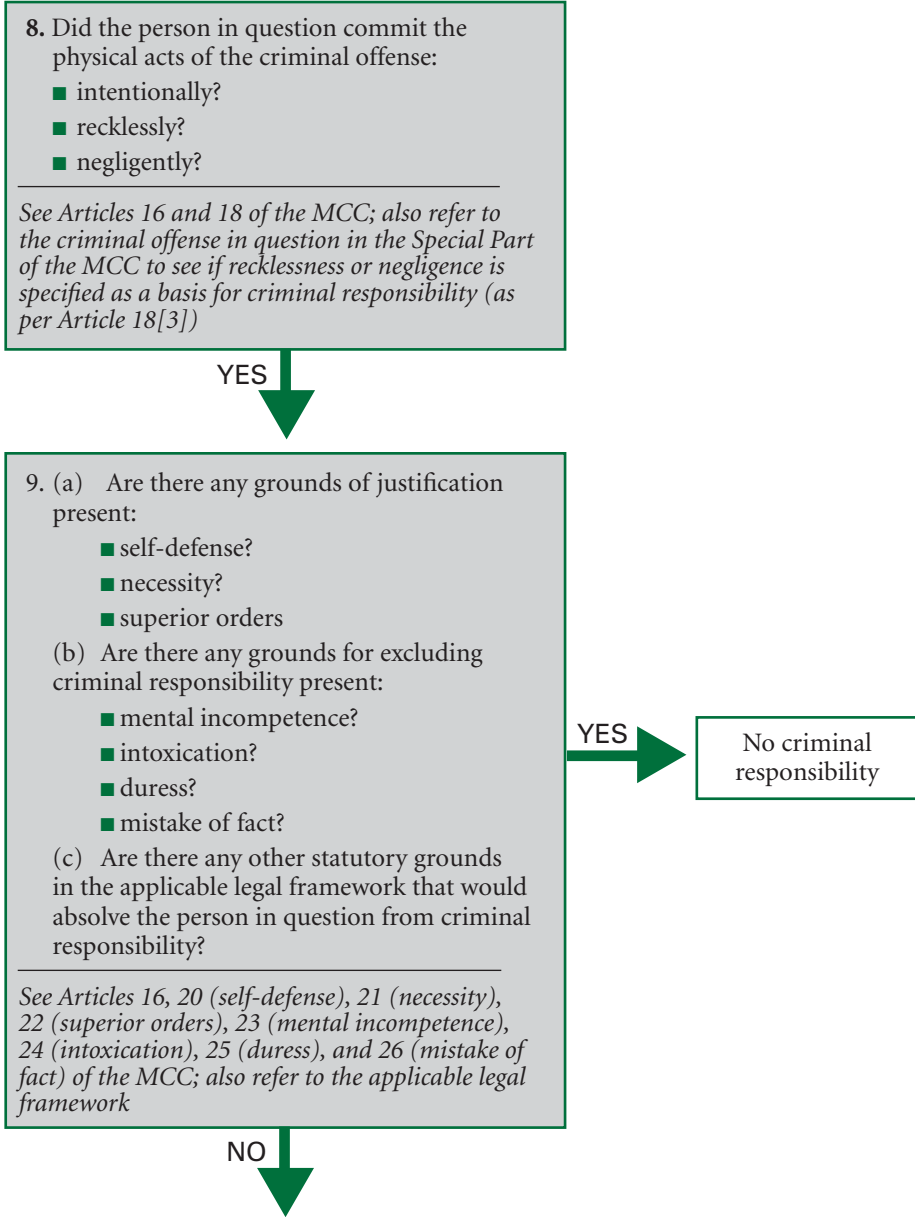 8. Did the person in question commit the
physical acts of the criminal offense:
■ intentionally?
■ recklessly?
■ negligently?
See Articles 16 and 18 of the MCC; also refer to
the criminal offense in question in the Special Part
of the MCC to see if recklessness or negligence is
specified as a basis for criminal responsibility (as
per Article 18[3])
YES
9. (a) Are there any grounds of justification
present:
■ self-defense?
■ necessity?
■ superior orders
(b) Are there any grounds for excluding
criminal responsibility present:
■ mental incompetence?
■ intoxication?
■ duress?
■ mistake of fact?
(c) Are there any other statutory grounds
in the applicable legal framework that would
absolve the person in question from criminal
responsibility?
See Articles 16, 20 (self-defense), 21 (necessity),
22 (superior orders), 23 (mental incompetence),
24 (intoxication), 25 (duress), and 26 (mistake of
fact) of the MCC; also refer to the applicable legal
framework
YES
No criminal
responsibility
NO